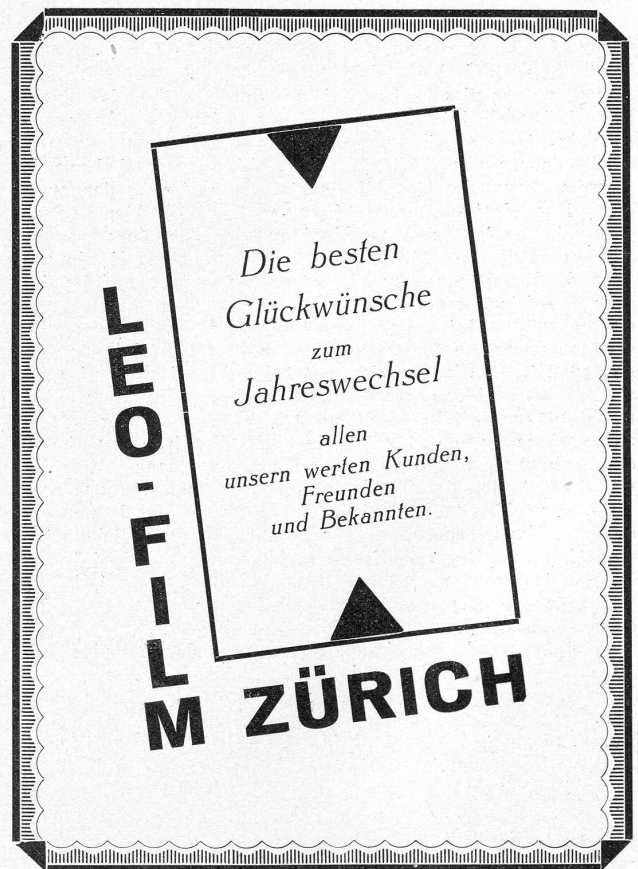 Die besten
Glückwünsche
zum
Jahreswechsel
allen
unsern werten Kunden,
Freunden
und Bekannten.
LEO-FILM ZÜRICH